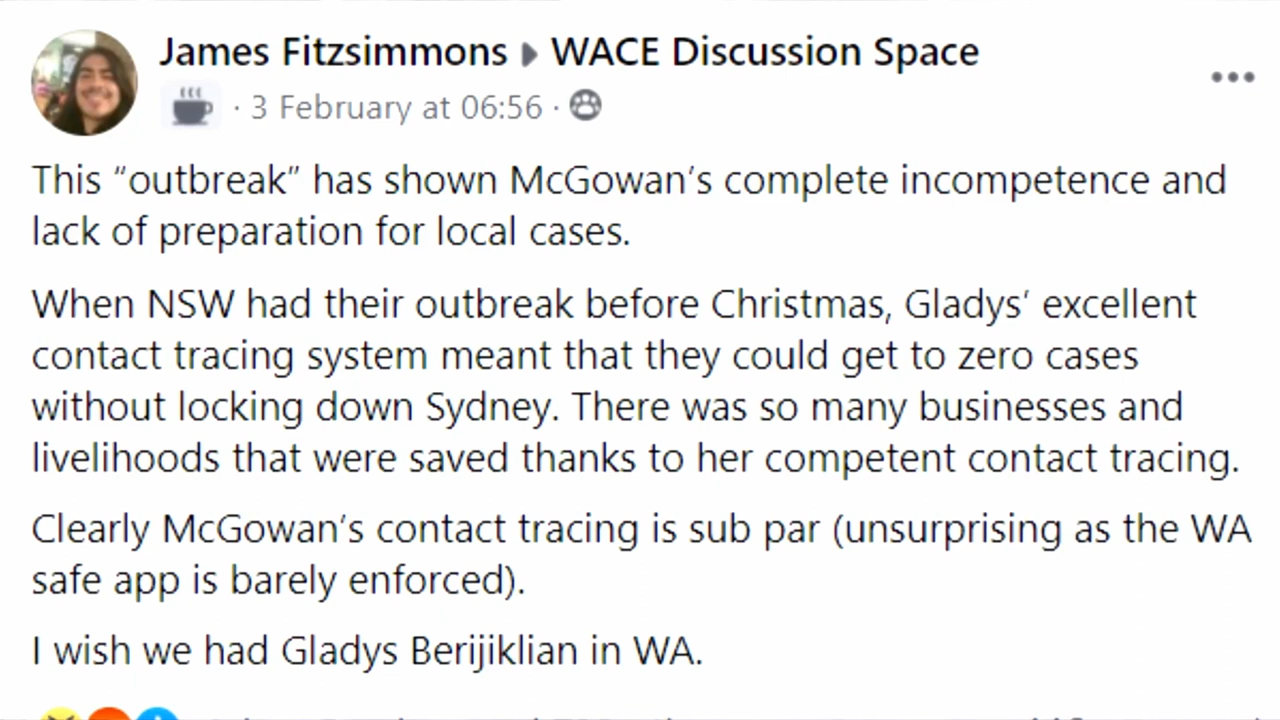 James Fitzsimmons ▸ WACE Discussion Space
· 3 February at 06:56 ·
This “outbreak” has shown McGowan’s complete incompetence and
lack of preparation for local cases.
When NSW had their outbreak before Christmas, Gladys’ excellent
contact tracing system meant that they could get to zero cases
without locking down Sydney. There was so many businesses and
livelihoods that were saved thanks to her competent contact tracing.
Clearly McGowan’s contact tracing is sub par (unsurprising as the WA
safe app is barely enforced).
I wish we had Gladys Berijiklian in WA.